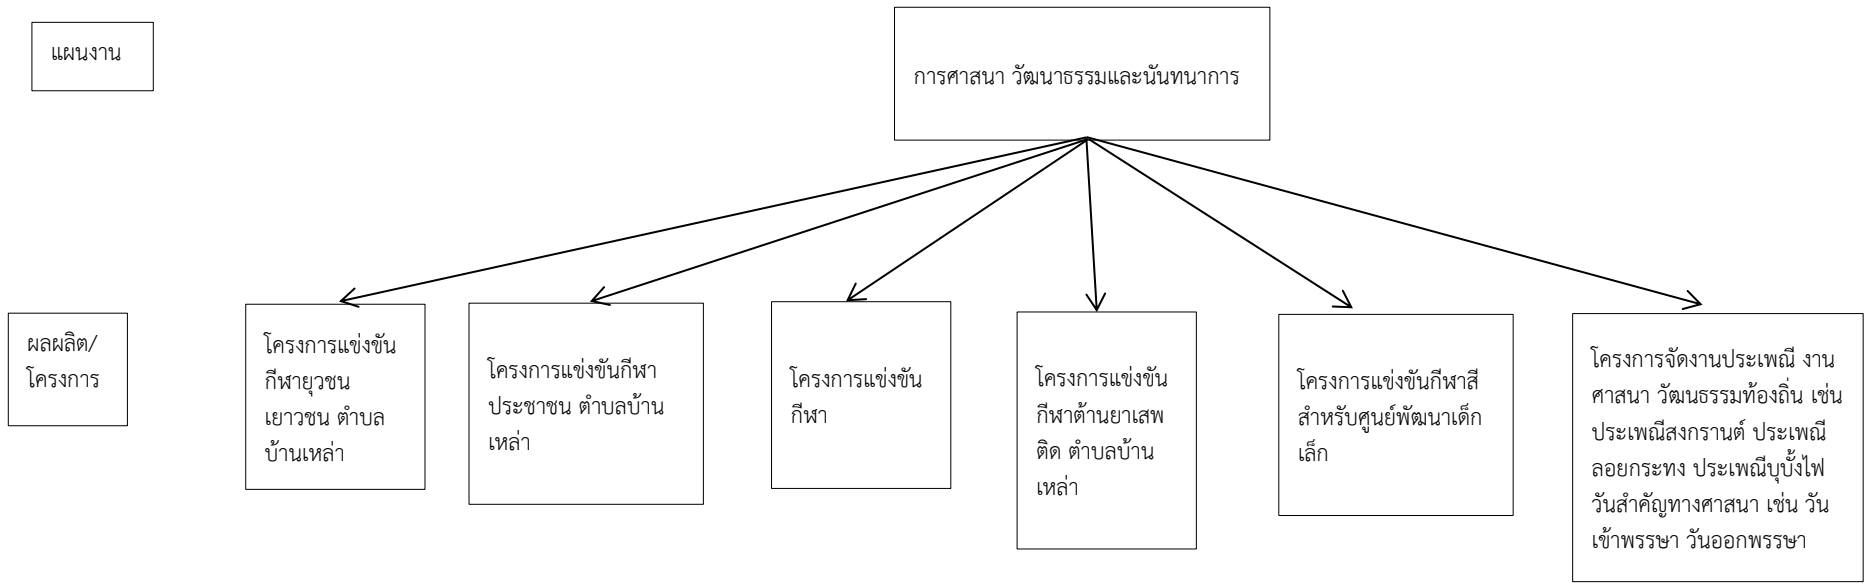 แผนงาน
การศาสนา วัฒนาธรรมและนันทนาการ
ผลผลิต/
โครงการ
โครงการแข่งขัน
กีฬายุวชน
เยาวชน ตำบล
บ้านเหล่า
โครงการแข่งขันกีฬา
ประชาชน ตำบลบ้าน
เหล่า
โครงการแข่งขัน
กีฬา
โครงการแข่งขัน
กีฬาต้านยาเสพ
ติด ตำบลบ้าน
เหล่า
โครงการแข่งขันกีฬาสี
สำหรับศูนย์พัฒนาเด็ก
เล็ก
โครงการจัดงานประเพณี งาน
ศาสนา วัฒนธรรมท้องถิ่น เช่น
ประเพณีสงกรานต์ ประเพณี
ลอยกระทง ประเพณีบุบั้งไฟ
วันสำคัญทางศาสนา เช่น วัน
เข้าพรรษา วันออกพรรษา